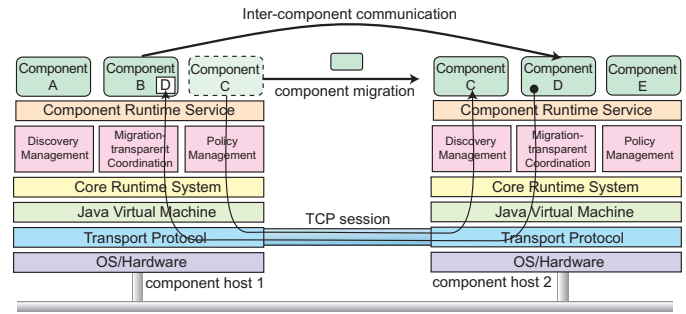 Inter-component communication
Component A
Component B
D
Component C
component migration
Component C
Component D
Component E
Component Runtime Service
Component Runtime Service
Discovery Management
Migration-transparent Coordination
Policy Management
Discovery Management
Migration-transparent Coordination
Policy Management
Core Runtime System
Core Runtime System
Java Virtual Machine
TCP session
Java Virtual Machine
Transport Protocol
Transport Protocol
OS/Hardware
OS/Hardware
component host 1
component host 2